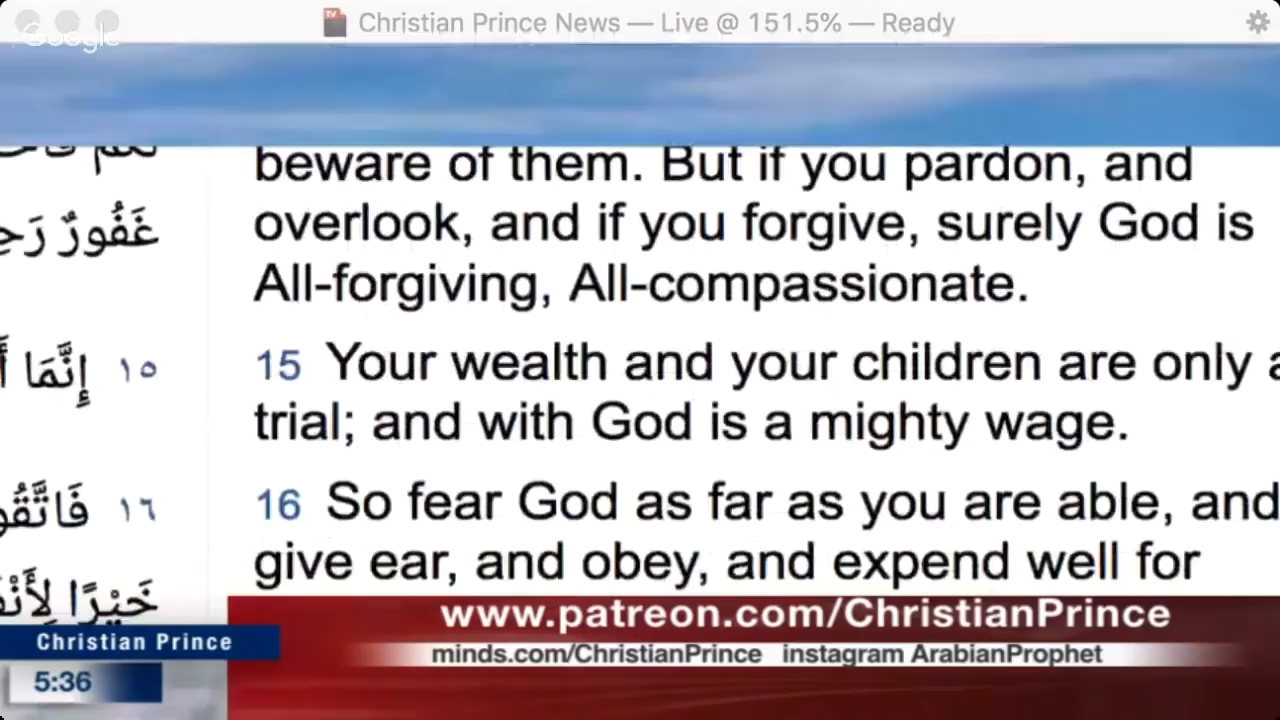 Christian Prince News — Live @ 151.5% — Ready
Google
beware of them. But if you pardon, and
غَفُورٌ
overlook, and if you forgive, surely God is
All-forgiving, All-compassionate.
١٥ إِنَّمَا
15 Your wealth and your children are only a
trial; and with God is a mighty wage.
١٦
16 So fear God as far as you are able, and
give ear, and obey, and expend well for
خَيْرًا
www.patreon.com/ChristianPrince
Christian Prince
minds.com/ChristianPrince instagram ArabianProphet
5:36